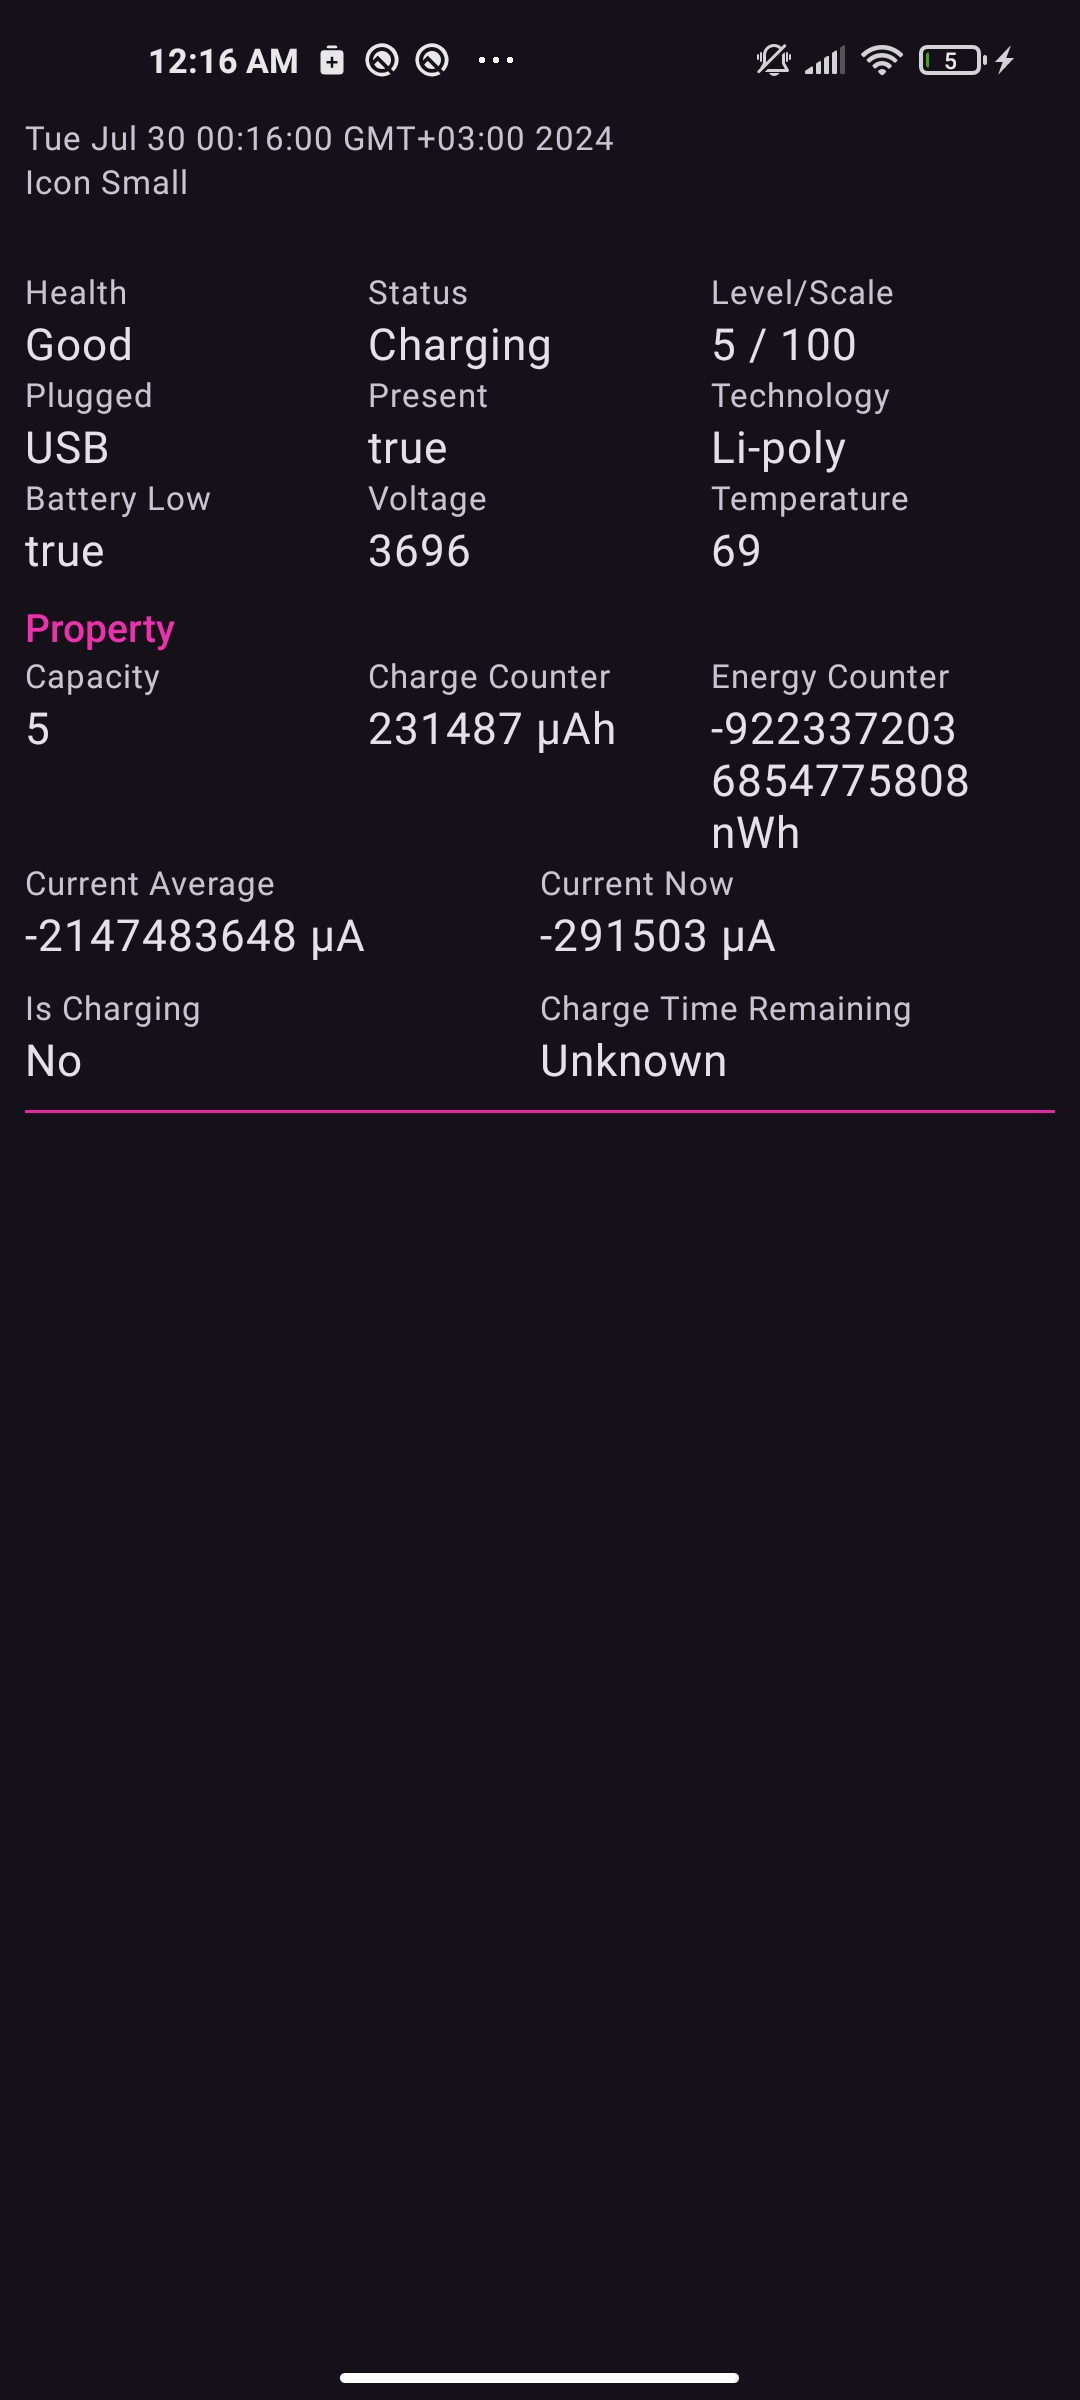 12:16 AM
5
Tue Jul 30 00:16:00 GMT+03:00 2024
Icon Small
Health Status Level/Scale
Good Charging 5 / 100
Plugged Present Technology
USB true Li-poly
Battery Low Voltage Temperature
true 3696 69
Property
Capacity Charge Counter Energy Counter
5 231487 µAh -922337203
6854775808
nWh
Current Average Current Now
-2147483648 µA -291503 µA
Is Charging Charge Time Remaining
No Unknown